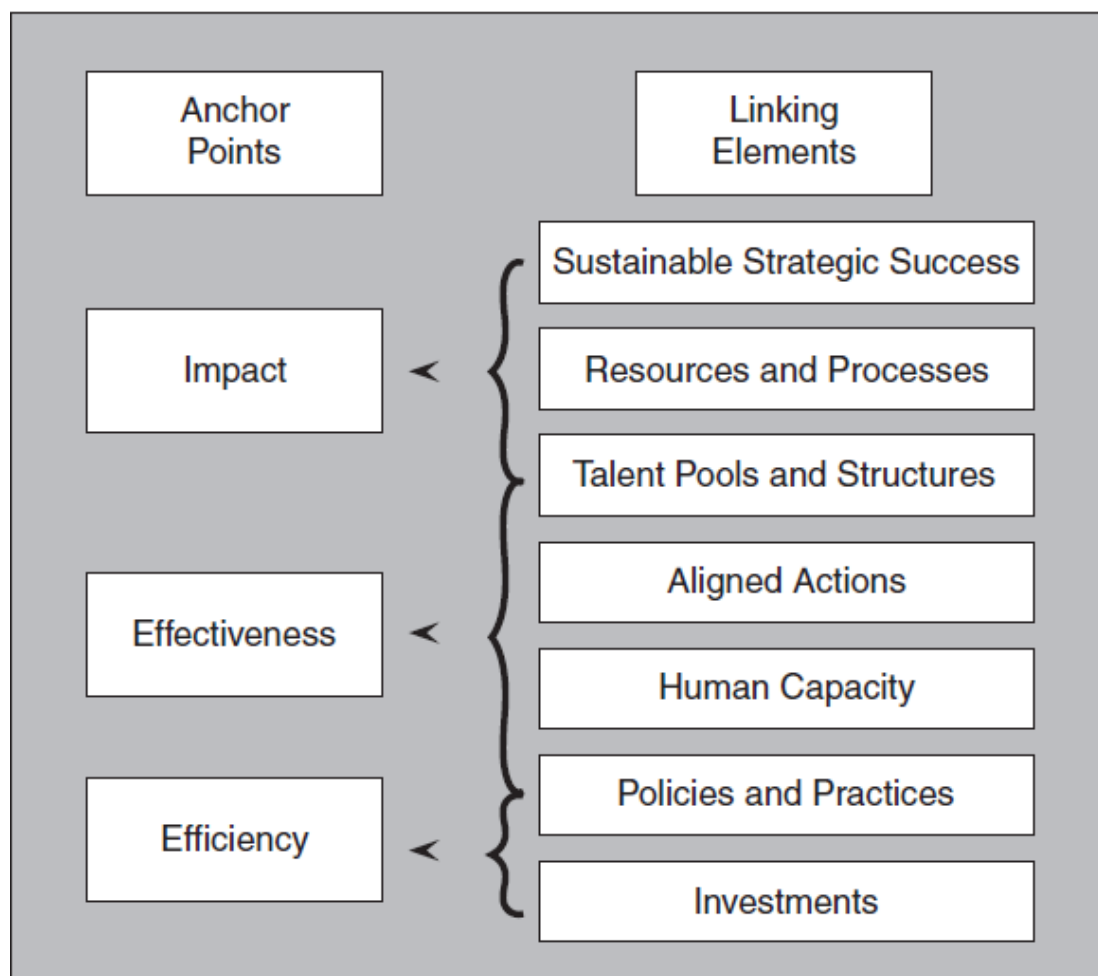 Anchor
Points
Linking
Elements
Sustainable Strategic Success
Impact
Resources and Processes
Talent Pools and Structures
Aligned Actions
Effectiveness
Human Capacity
Policies and Practices
Efficiency
Investments